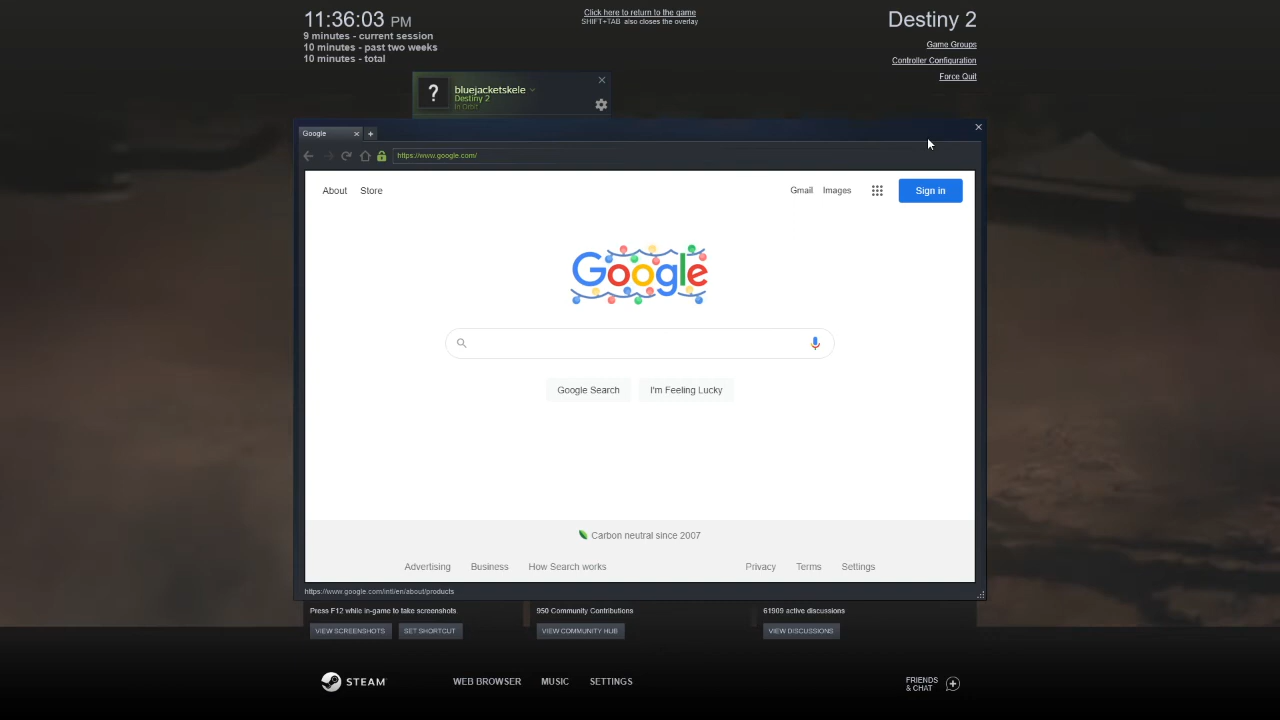 11:36:03 PM
9 minutes - current session
10 minutes - past two weeks
10 minutes - total
Click here to return to the game
SHIFT+TAB also closes the overlay
Destiny 2
Game Groups
Controller Configuration
Force Quit
?
bluejacketskele
Destiny 2
In Orbit
Google
https://www.google.com/
About Store
Gmail Images
Sign in
Google
Google Search I'm Feeling Lucky
Carbon neutral since 2007
Advertising Business How Search works Privacy Terms Settings
https://www.google.com/intl/en/about/products
Press F12 while in-game to take screenshots 950 Community Contributions 61909 active discussions
VIEW SCREENSHOTS SET SHORTCUT VIEW COMMUNITY HUB VIEW DISCUSSIONS
STEAM WEB BROWSER MUSIC SETTINGS
FRIENDS
& CHAT